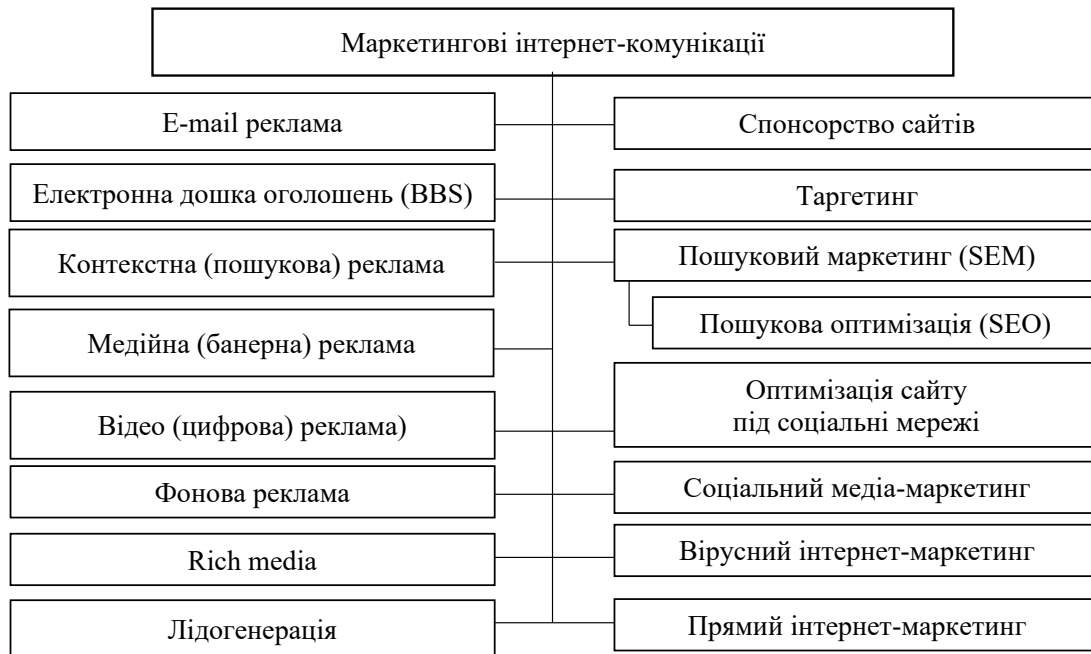 Маркетингові інтернет-комунікації
E-mail реклама
Електронна дошка оголошень (BBS)
Контекстна (пошукова) реклама
Медійна (банерна) реклама
Відео (цифрова) реклама)
Фонова реклама
Rich media
Лідогенерація
Спонсорство сайтів
Таргетинг
Пошуковий маркетинг (SEM)
Пошукова оптимізація (SEO)
Оптимізація сайту
під соціальні мережі
Соціальний медіа-маркетинг
Вірусний інтернет-маркетинг
Прямий інтернет-маркетинг